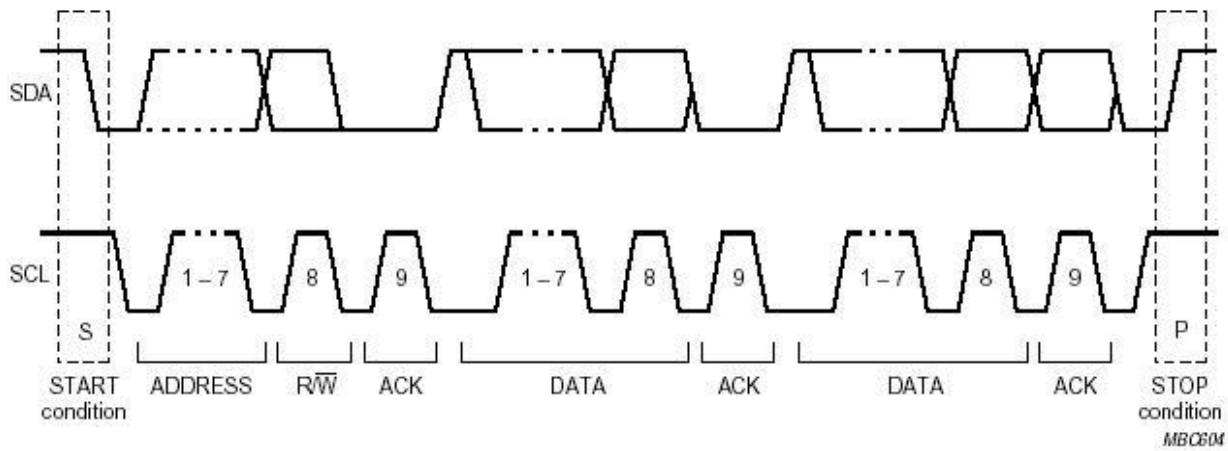 SDA
SCL
1 – 7 8 9 1 – 7 8 9 1 – 7 8 9
S P
START condition ADDRESS R/W̅ ACK DATA ACK DATA ACK STOP condition
MBC604